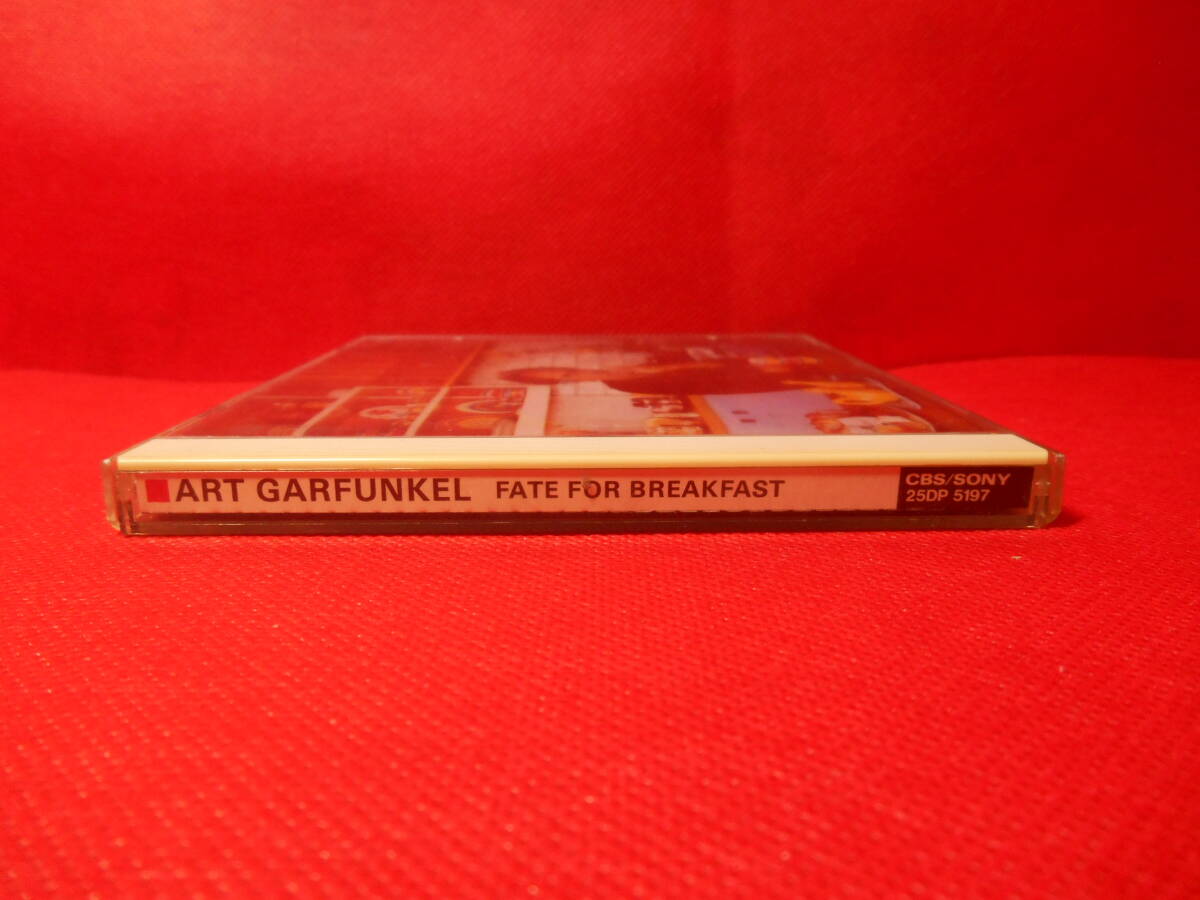 ART GARFUNKEL FATE FOR BREAKFAST
CBS/SONY
25DP 5197